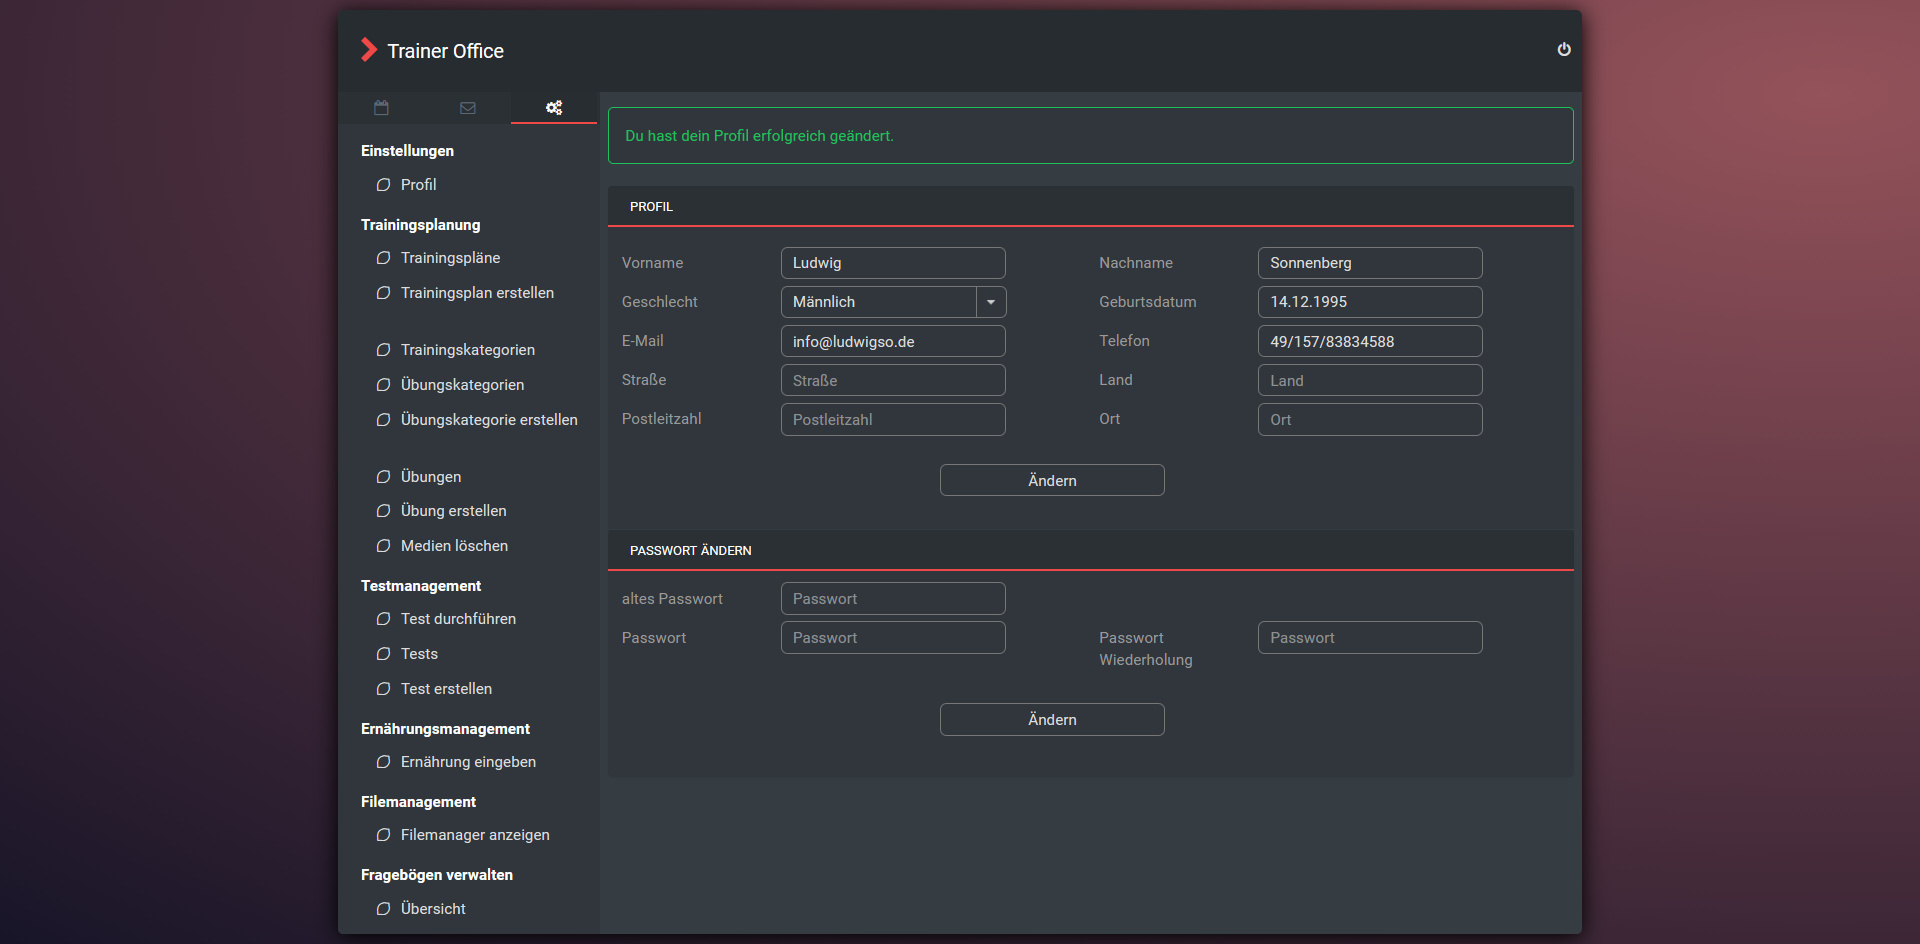 Trainer Office
Einstellungen
Profil
Trainingsplanung
Trainingspläne
Trainingsplan erstellen
Trainingskategorien
Übungskategorien
Übungskategorie erstellen
Übungen
Übung erstellen
Medien löschen
Testmanagement
Test durchführen
Tests
Test erstellen
Ernährungsmanagement
Ernährung eingeben
Filemanagement
Filemanager anzeigen
Fragebögen verwalten
Übersicht
Du hast dein Profil erfolgreich geändert.
PROFIL
Vorname Ludwig Nachname Sonnenberg
Geschlecht Männlich Geburtsdatum 14.12.1995
E-Mail info@ludwigso.de Telefon 49/157/83834588
Straße Straße Land Land
Postleitzahl Postleitzahl Ort Ort
Ändern
PASSWORT ÄNDERN
altes Passwort Passwort
Passwort Passwort Passwort Passwort
Wiederholung
Ändern